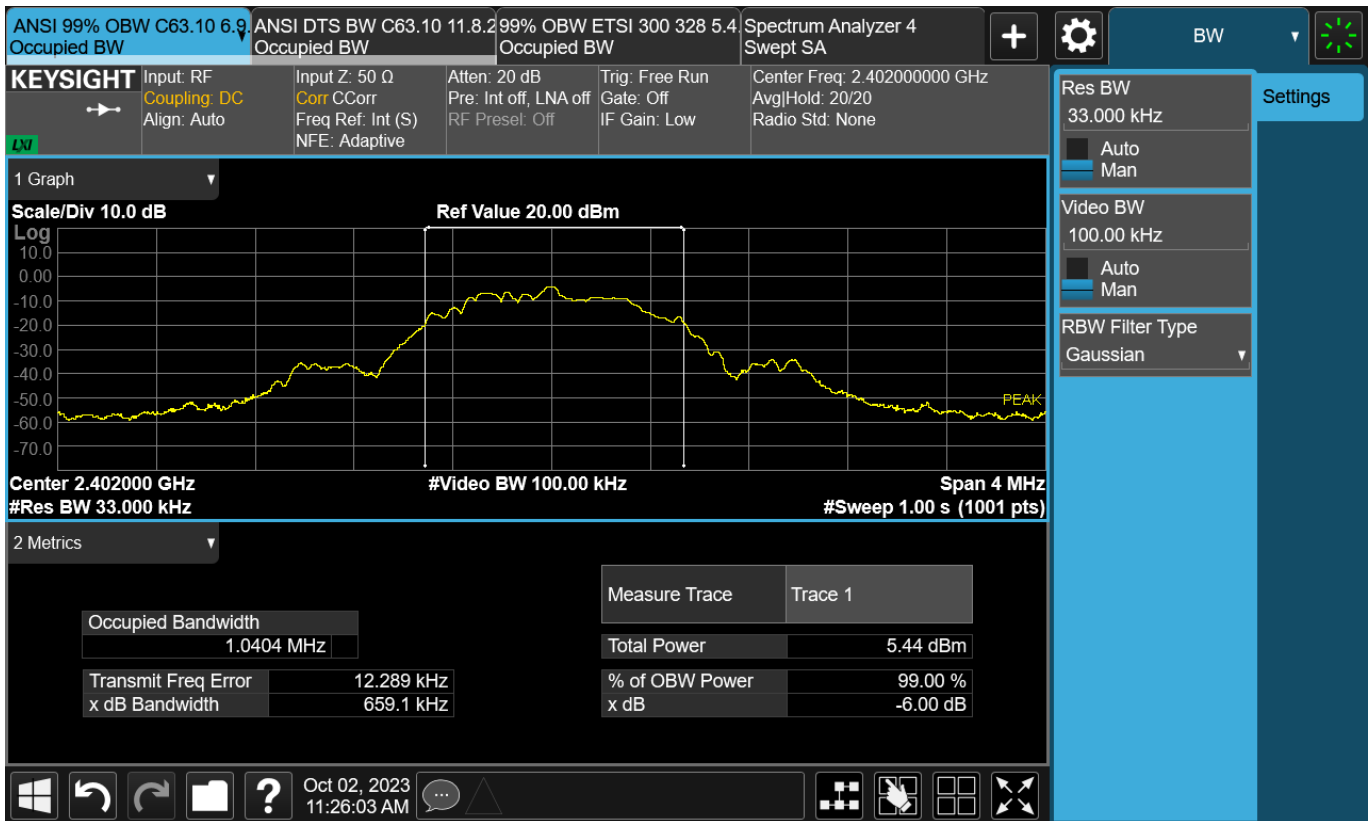 ANSI 99% OBW C63.10 6.9.
Occupied BW
ANSI DTS BW C63.10 11.8.2
Occupied BW
99% OBW ETSI 300 328 5.4.
Occupied BW
Spectrum Analyzer 4
Swept SA
+
BW
KEYSIGHT
LXI
Input: RF
Coupling: DC
Align: Auto
Input Z: 50 Ω
Corr CCorr
Freq Ref: Int (S)
NFE: Adaptive
Atten: 20 dB
Pre: Int off, LNA off
RF Presel: Off
Trig: Free Run
Gate: Off
IF Gain: Low
Center Freq: 2.402000000 GHz
Avg|Hold: 20/20
Radio Std: None
Res BW
33.000 kHz
Auto
Man
Video BW
100.00 kHz
Auto
Man
RBW Filter Type
Gaussian
Settings
1 Graph
Scale/Div 10.0 dB
Ref Value 20.00 dBm
Log
10.0
0.00
-10.0
-20.0
-30.0
-40.0
-50.0
-60.0
-70.0
PEAK
Center 2.402000 GHz
#Video BW 100.00 kHz
Span 4 MHz
#Res BW 33.000 kHz
#Sweep 1.00 s (1001 pts)
2 Metrics
Occupied Bandwidth
1.0404 MHz
Transmit Freq Error 12.289 kHz
x dB Bandwidth 659.1 kHz
Measure Trace Trace 1
Total Power 5.44 dBm
% of OBW Power 99.00 %
x dB -6.00 dB
?
Oct 02, 2023
11:26:03 AM